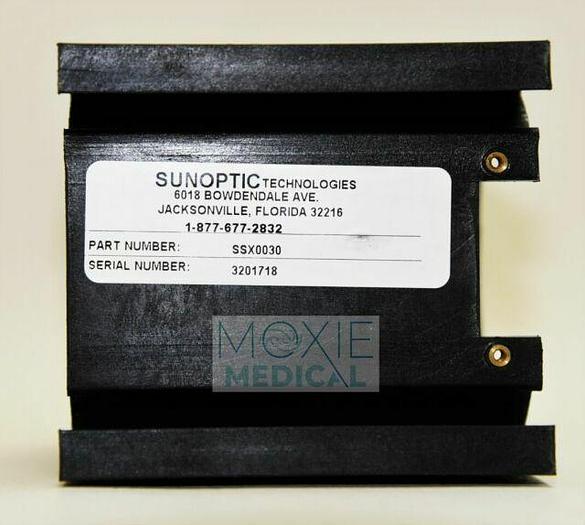 SUNOPTIC TECHNOLOGIES
6018 BOWDENDALE AVE.
JACKSONVILLE, FLORIDA 32216
1-877-677-2832
PART NUMBER: SSX0030
SERIAL NUMBER: 3201718
MOXIE
MEDICAL